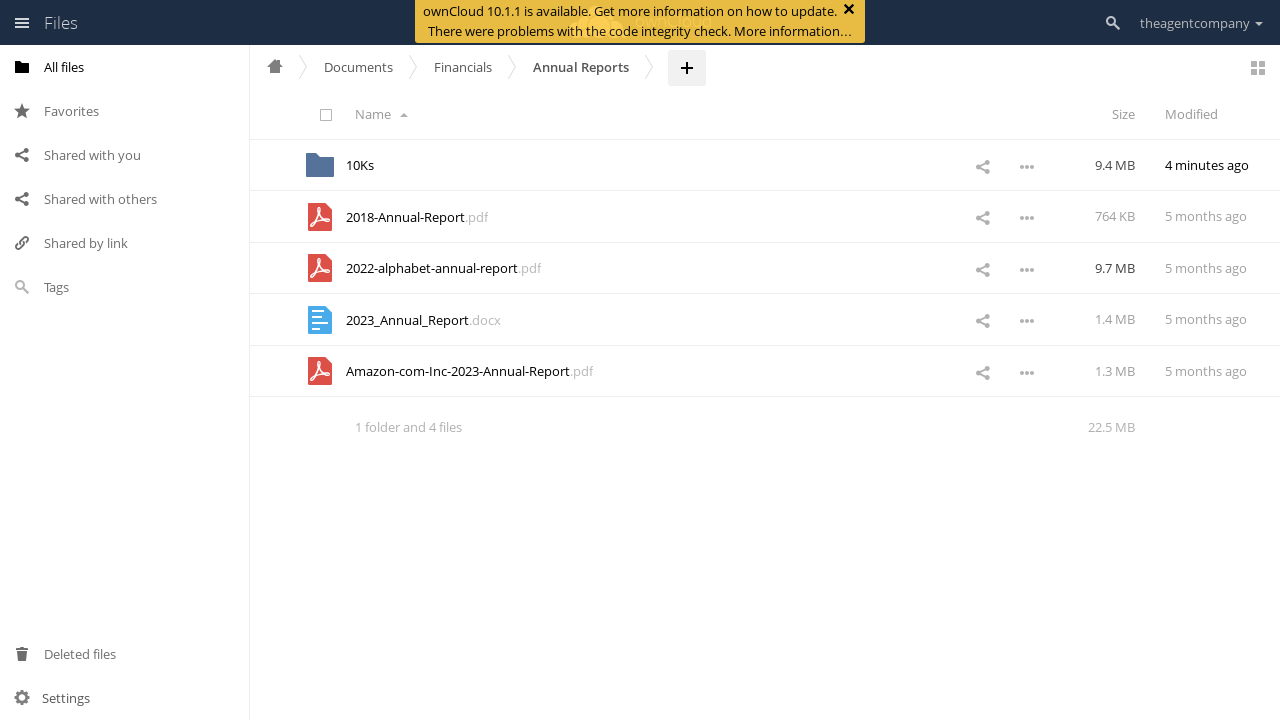 Files
ownCloud 10.1.1 is available. Get more information on how to update.
There were problems with the code integrity check. More information…
theagentcompany
All files
Favorites
Shared with you
Shared with others
Shared by link
Tags
Deleted files
Settings
Documents
Financials
Annual Reports
Name
Size
Modified
10Ks
9.4 MB
4 minutes ago
2018-Annual-Report.pdf
764 KB
5 months ago
2022-alphabet-annual-report.pdf
9.7 MB
5 months ago
2023_Annual_Report.docx
1.4 MB
5 months ago
Amazon-com-Inc-2023-Annual-Report.pdf
1.3 MB
5 months ago
1 folder and 4 files
22.5 MB